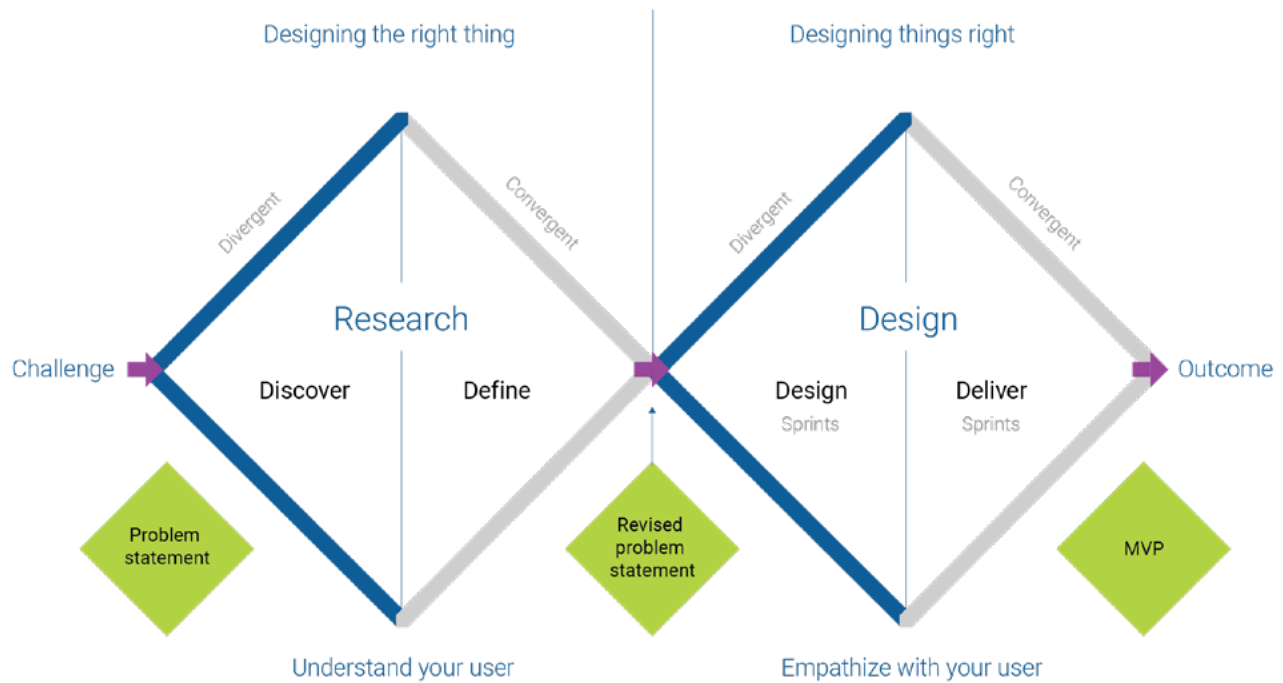 Designing the right thing
Designing things right
Divergent
Convergent
Divergent
Convergent
Research
Design
Challenge
Outcome
Discover
Define
Design
Sprints
Deliver
Sprints
Problem
statement
Revised
problem
statement
MVP
Understand your user
Empathize with your user